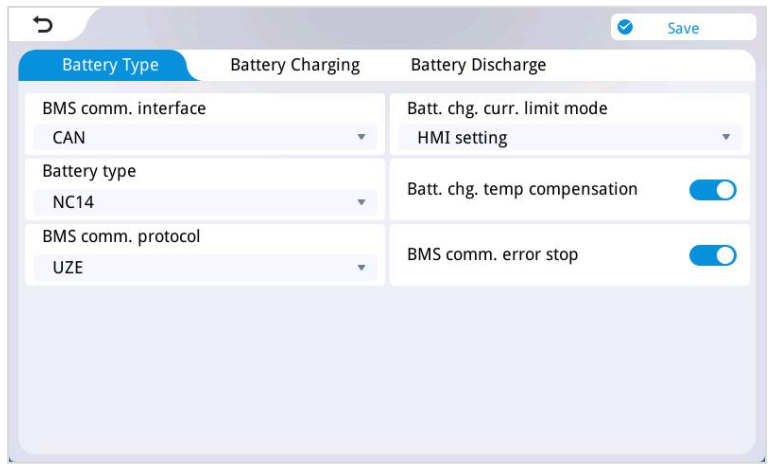 Save
Battery Type
Battery Charging
Battery Discharge
BMS comm. interface
CAN
Battery type
NC14
BMS comm. protocol
UZE
Batt. chg. curr. limit mode
HMI setting
Batt. chg. temp compensation
BMS comm. error stop